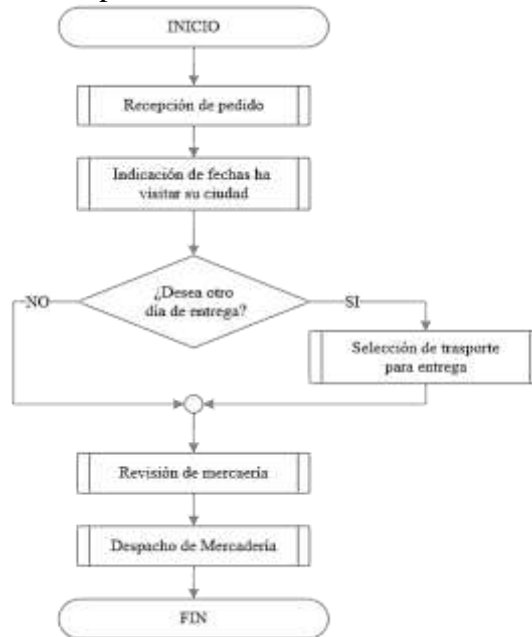 INICIO
Recepción de pedido
Indicación de fechas ha
visitar su ciudad
¿Desea otro
día de entrega?
NO
SI
Selección de trasporte
para entrega
Revisión de mercaería
Despacho de Mercadería
FIN